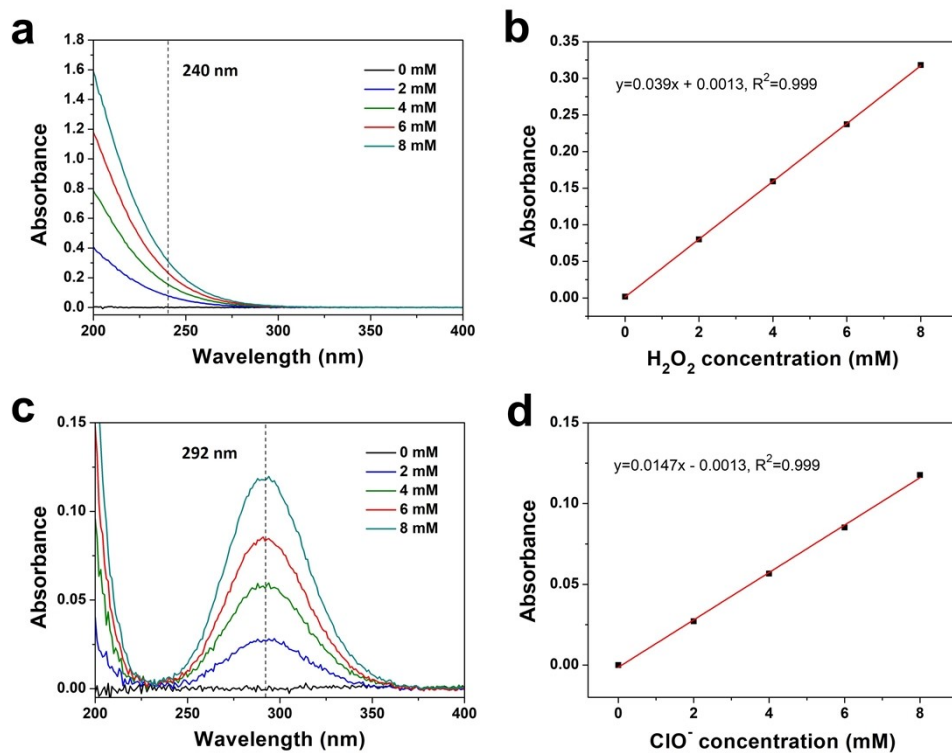 a
1.8
1.6
1.4
1.2
1.0
0.8
0.6
0.4
0.2
0.0
Absorbance
240 nm
0 mM
2 mM
4 mM
6 mM
8 mM
200
250
300
350
400
Wavelength (nm)
b
0.35
0.30
0.25
0.20
0.15
0.10
0.05
0.00
Absorbance
y=0.039x + 0.0013, R²=0.999
0
2
4
6
8
H₂O₂ concentration (mM)
c
0.15
0.10
0.05
0.00
Absorbance
292 nm
0 mM
2 mM
4 mM
6 mM
8 mM
200
250
300
350
400
Wavelength (nm)
d
0.15
0.10
0.05
0.00
Absorbance
y=0.0147x - 0.0013, R²=0.999
0
2
4
6
8
ClO⁻ concentration (mM)